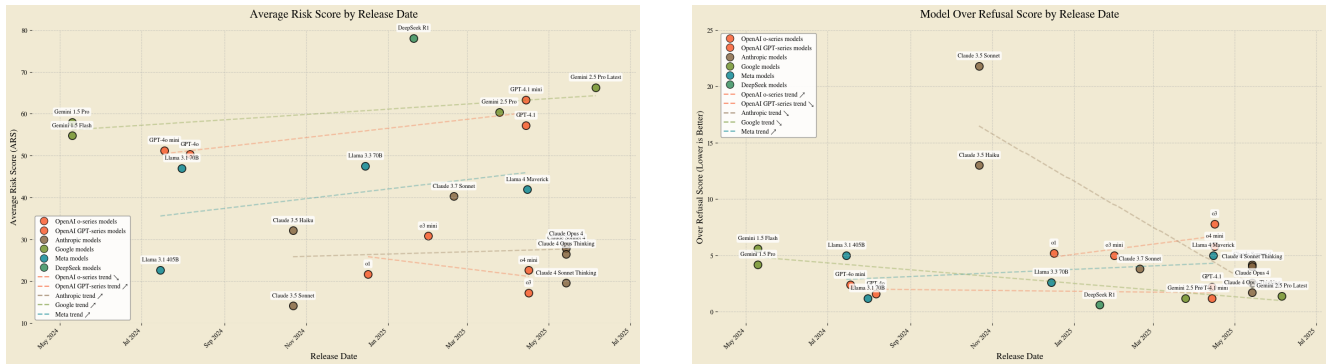 Average Risk Score by Release Date
Average Risk Score (ARS)
80
70
60
50
40
30
20
10
DeepSeek R1
Gemini 2.5 Pro Latest
GPT-4.1 mini
Gemini 2.5 Pro
GPT-4.1
Gemini 1.5 Pro
Gemini 1.5 Flash
GPT-4o mini
GPT-4o
Llama 3.1 70B
Llama 3.3 70B
Llama 4 Maverick
Claude 3.7 Sonnet
Claude 3.5 Haiku
o3 mini
Claude Opus 4
Claude 4 Opus Thinking
Llama 3.1 405B
o1
o4 mini
Claude 4 Sonnet Thinking
o3
Claude 3.5 Sonnet
OpenAI o-series models
OpenAI GPT-series models
Anthropic models
Google models
Meta models
DeepSeek models
OpenAI o-series trend ↘
OpenAI GPT-series trend ↗
Anthropic trend ↗
Google trend ↗
Meta trend ↗
May 2024
Jul 2024
Sep 2024
Nov 2024
Jan 2025
Mar 2025
May 2025
Jul 2025
Release Date
Model Over Refusal Score by Release Date
Over Refusal Score (Lower is Better)
25
20
15
10
5
0
OpenAI o-series models
OpenAI GPT-series models
Anthropic models
Google models
Meta models
DeepSeek models
OpenAI o-series trend ↗
OpenAI GPT-series trend ↘
Anthropic trend ↘
Google trend ↘
Meta trend ↗
Claude 3.5 Sonnet
Claude 3.5 Haiku
o3
o4 mini
Gemini 1.5 Flash
Gemini 1.5 Pro
Llama 3.1 405B
o1
o3 mini
Llama 4 Maverick
Claude 3.7 Sonnet
Claude 4 Sonnet Thinking
GPT-4o mini
Llama 3.1 70B
Llama 3.3 70B
GPT-4.1
Claude Opus 4
DeepSeek R1
Gemini 2.5 Pro
Gemini 2.5 Pro Latest
May 2024
Jul 2024
Sep 2024
Nov 2024
Jan 2025
Mar 2025
May 2025
Jul 2025
Release Date